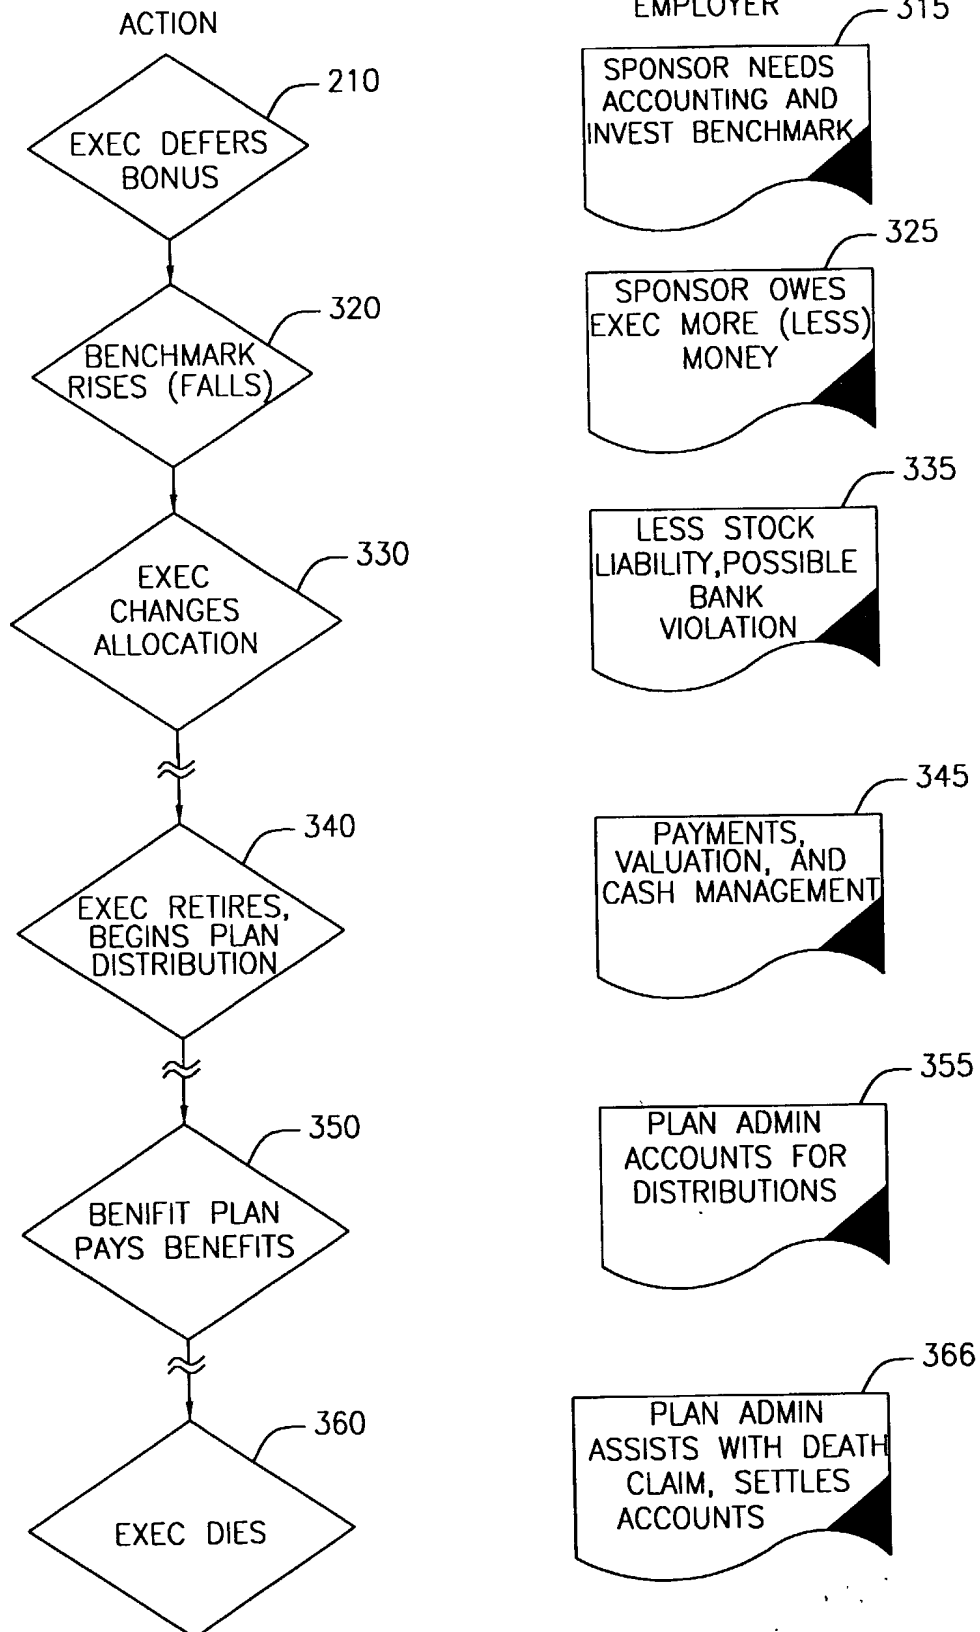 ACTION
EMPLOYER
315
210
EXEC DEFERS
BONUS
SPONSOR NEEDS
ACCOUNTING AND
INVEST BENCHMARK
325
320
BENCHMARK
RISES (FALLS)
SPONSOR OWES
EXEC MORE (LESS)
MONEY
335
330
EXEC
CHANGES
ALLOCATION
LESS STOCK
LIABILITY,POSSIBLE
BANK
VIOLATION
345
340
EXEC RETIRES,
BEGINS PLAN
DISTRIBUTION
PAYMENTS,
VALUATION, AND
CASH MANAGEMENT
355
350
BENIFIT PLAN
PAYS BENEFITS
PLAN ADMIN
ACCOUNTS FOR
DISTRIBUTIONS
366
360
EXEC DIES
PLAN ADMIN
ASSISTS WITH DEATH
CLAIM, SETTLES
ACCOUNTS